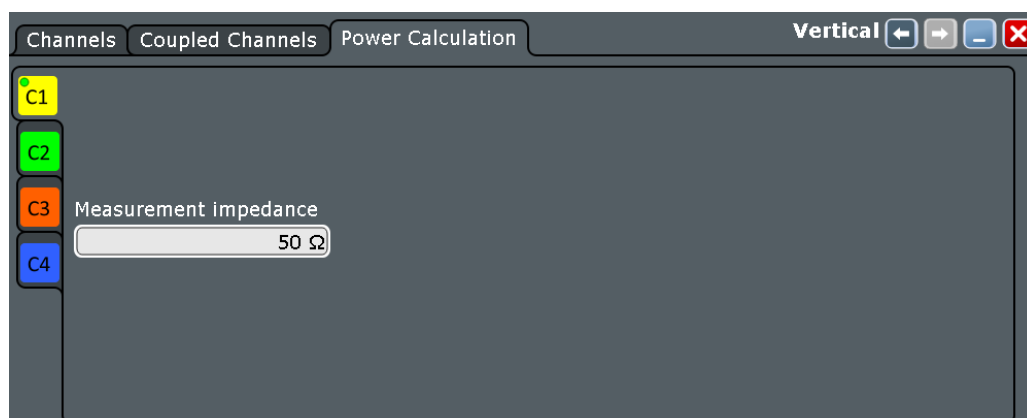 Channels Coupled Channels Power Calculation Vertical
C1
C2
C3 Measurement impedance
50 Ω
C4